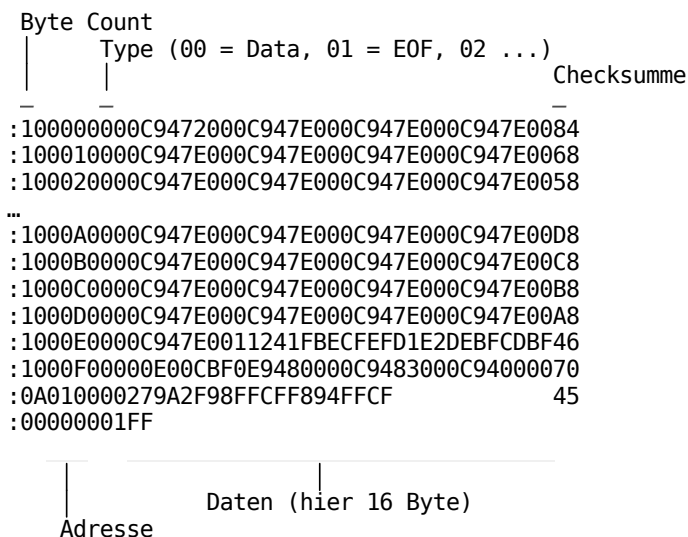 Byte Count
Type (00 = Data, 01 = EOF, 02 ...)
Checksumme
:100000000C9472000C947E000C947E000C947E0084
:100010000C947E000C947E000C947E000C947E0068
:100020000C947E000C947E000C947E000C947E0058
…
:1000A0000C947E000C947E000C947E000C947E00D8
:1000B0000C947E000C947E000C947E000C947E00C8
:1000C0000C947E000C947E000C947E000C947E00B8
:1000D0000C947E000C947E000C947E000C947E00A8
:1000E0000C947E0011241FBECFEFD1E2DEBFCDBF46
:1000F00000E00CBF0E9480000C9483000C94000070
:0A010000279A2F98FFCFF894FFCF 45
:00000001FF
Daten (hier 16 Byte)
Adresse